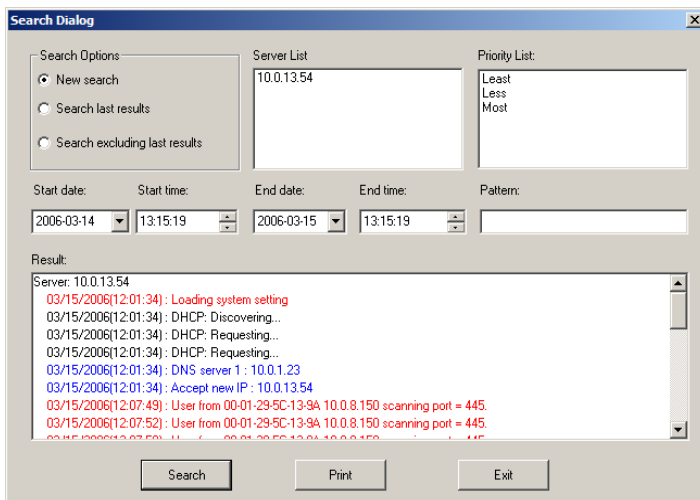 Search Dialog
Search Options
New search
Search last results
Search excluding last results
Server List
10.0.13.54
Priority List:
Least
Less
Most
Start date:
Start time:
End date:
End time:
Pattern:
2006-03-14
13:15:19
2006-03-15
13:15:19
Result:
Server: 10.0.13.54
03/15/2006(12:01:34) : Loading system setting
03/15/2006(12:01:34) : DHCP: Discovering...
03/15/2006(12:01:34) : DHCP: Requesting...
03/15/2006(12:01:34) : DHCP: Requesting...
03/15/2006(12:01:34) : DNS server 1 : 10.0.1.23
03/15/2006(12:01:34) : Accept new IP : 10.0.13.54
03/15/2006(12:07:49) : User from 00-01-29-5C-13-9A 10.0.8.150 scanning port = 445.
03/15/2006(12:07:52) : User from 00-01-29-5C-13-9A 10.0.8.150 scanning port = 445.
Search
Print
Exit